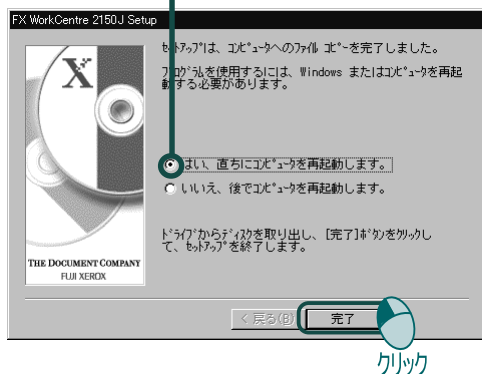 FX WorkCentre 2150J Setup
ｾｯﾄｱｯﾌﾟは、ｺﾝﾋﾟｭｰﾀへのﾌｧｲﾙ ｺﾋﾟｰを完了しました。
ﾌﾟﾛｸﾞﾗﾑを使用するには、Windows またはｺﾝﾋﾟｭｰﾀを再起
動する必要があります。
はい、直ちにｺﾝﾋﾟｭｰﾀを再起動します。
いいえ、後でｺﾝﾋﾟｭｰﾀを再起動します。
ﾄﾞﾗｲﾌﾞからﾃﾞｨｽｸを取り出し、[完了]ﾎﾞﾀﾝをｸﾘｯｸし
て、ｾｯﾄｱｯﾌﾟを終了します。
X
THE DOCUMENT COMPANY
FUJI XEROX
< 戻る(B)
完了
クリック